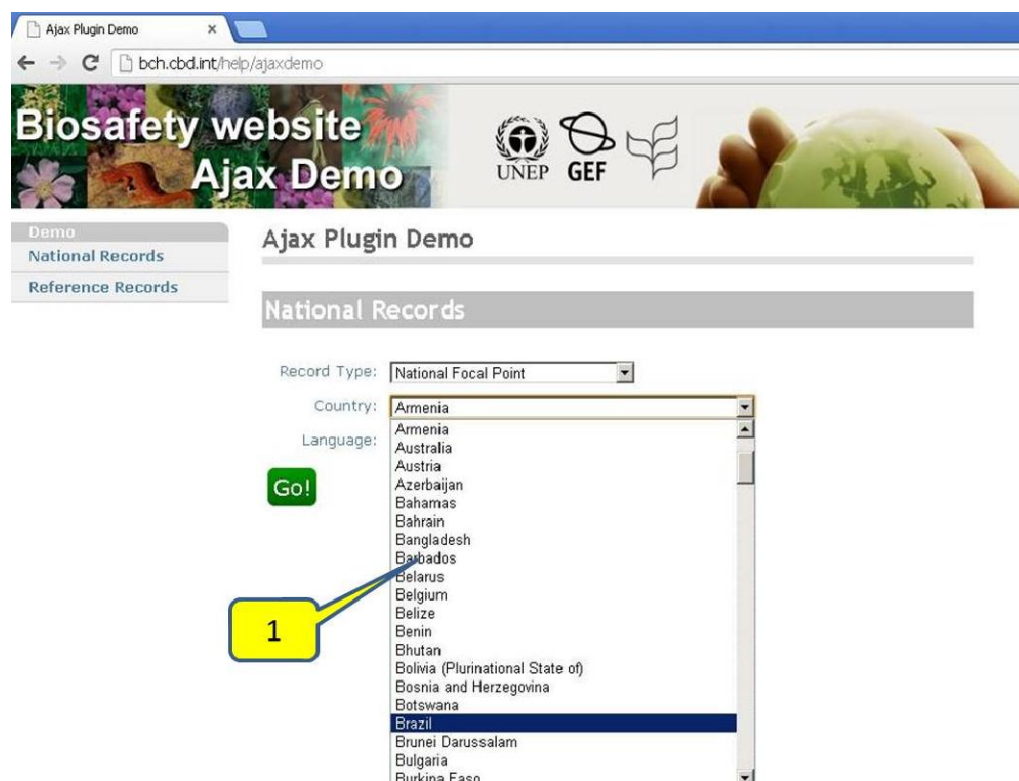 Ajax Plugin Demo
bch.cbd.int/help/ajaxdemo
Biosafety website
Ajax Demo
UNEP GEF
Demo
National Records
Reference Records
Ajax Plugin Demo
National Records
Record Type: National Focal Point
Country: Armenia
Language:
Armenia
Australia
Austria
Azerbaijan
Bahamas
Bahrain
Bangladesh
Barbados
Belarus
Belgium
Belize
Benin
Bhutan
Bolivia (Plurinational State of)
Bosnia and Herzegovina
Botswana
Brazil
Brunei Darussalam
Bulgaria
Burkina Faso
Go!
1